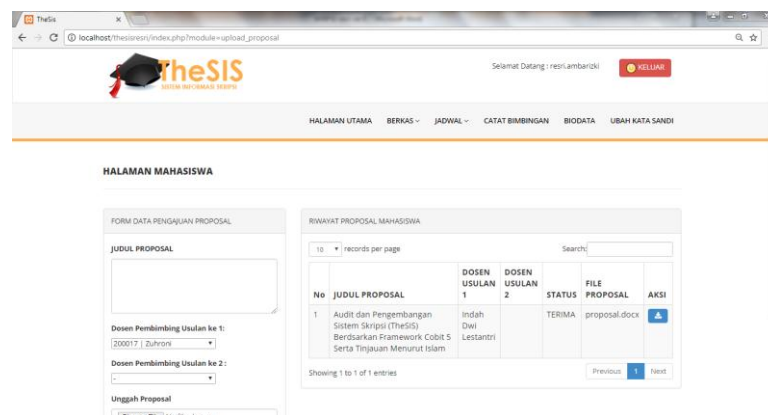 TheSis
localhost/thesisresri/index.php?module=upload_proposal
TheSIS
SISTEM INFORMASI SKRIPSI
Selamat Datang : resri.ambarizki
KELUAR
HALAMAN UTAMA BERKAS JADWAL CATAT BIMBINGAN BIODATA UBAH KATA SANDI
HALAMAN MAHASISWA
FORM DATA PENGAJUAN PROPOSAL
JUDUL PROPOSAL
Dosen Pembimbing Usulan ke 1:
200017 | Zuhroni
Dosen Pembimbing Usulan ke 2 :
-
Unggah Proposal
RIWAYAT PROPOSAL MAHASISWA
10 records per page
Search:
No JUDUL PROPOSAL DOSEN USULAN 1 DOSEN USULAN 2 STATUS FILE PROPOSAL AKSI
1 Audit dan Pengembangan
Sistem Skripsi (TheSIS)
Berdsarkan Framework Cobit 5
Serta Tinjauan Menurut Islam
Indah
Dwi
Lestantri
TERIMA
proposal.docx
Showing 1 to 1 of 1 entries
Previous 1 Next